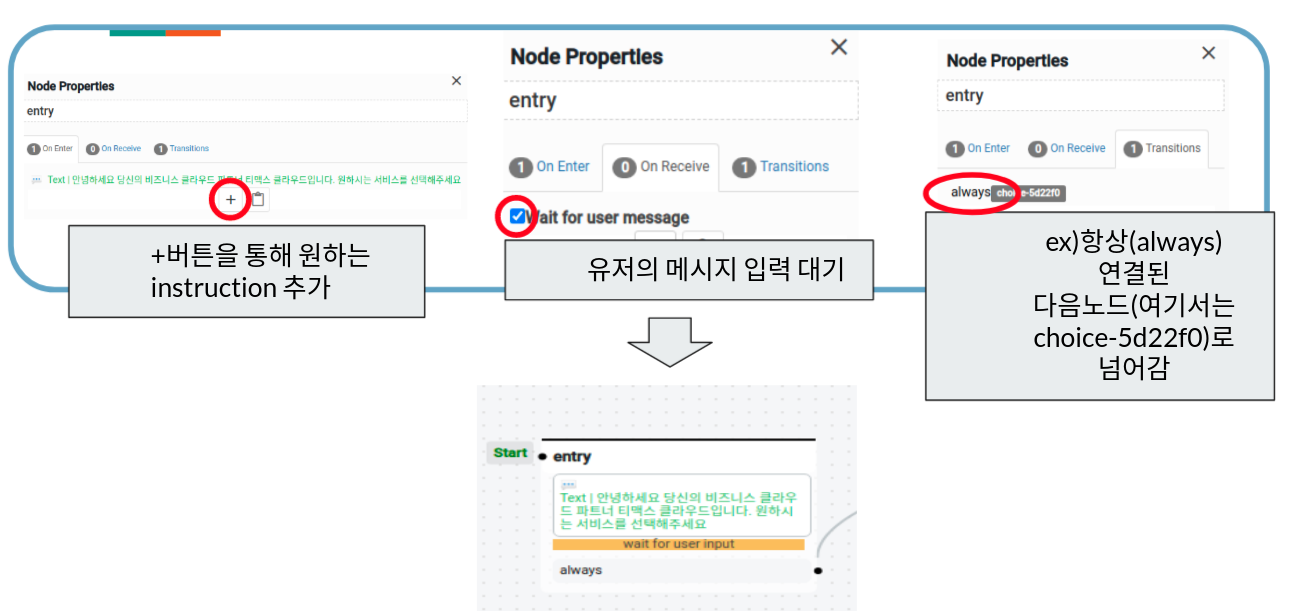 Node Properties
entry
1 On Enter 0 On Receive 1 Transitions
Text | 안녕하세요 당신의 비즈니스 클라우드 파트너 티맥스 클라우드입니다. 원하시는 서비스를 선택해주세요
+버튼을 통해 원하는
instruction 추가
Node Properties
entry
1 On Enter 0 On Receive 1 Transitions
Wait for user message
유저의 메시지 입력 대기
Node Properties
entry
1 On Enter 0 On Receive 1 Transitions
always choice-5d22f0
ex)항상(always)
연결된
다음노드(여기서는
choice-5d22f0)로
넘어감
Start
entry
Text | 안녕하세요 당신의 비즈니스 클라우
드 파트너 티맥스 클라우드입니다. 원하시
는 서비스를 선택해주세요
wait for user input
always